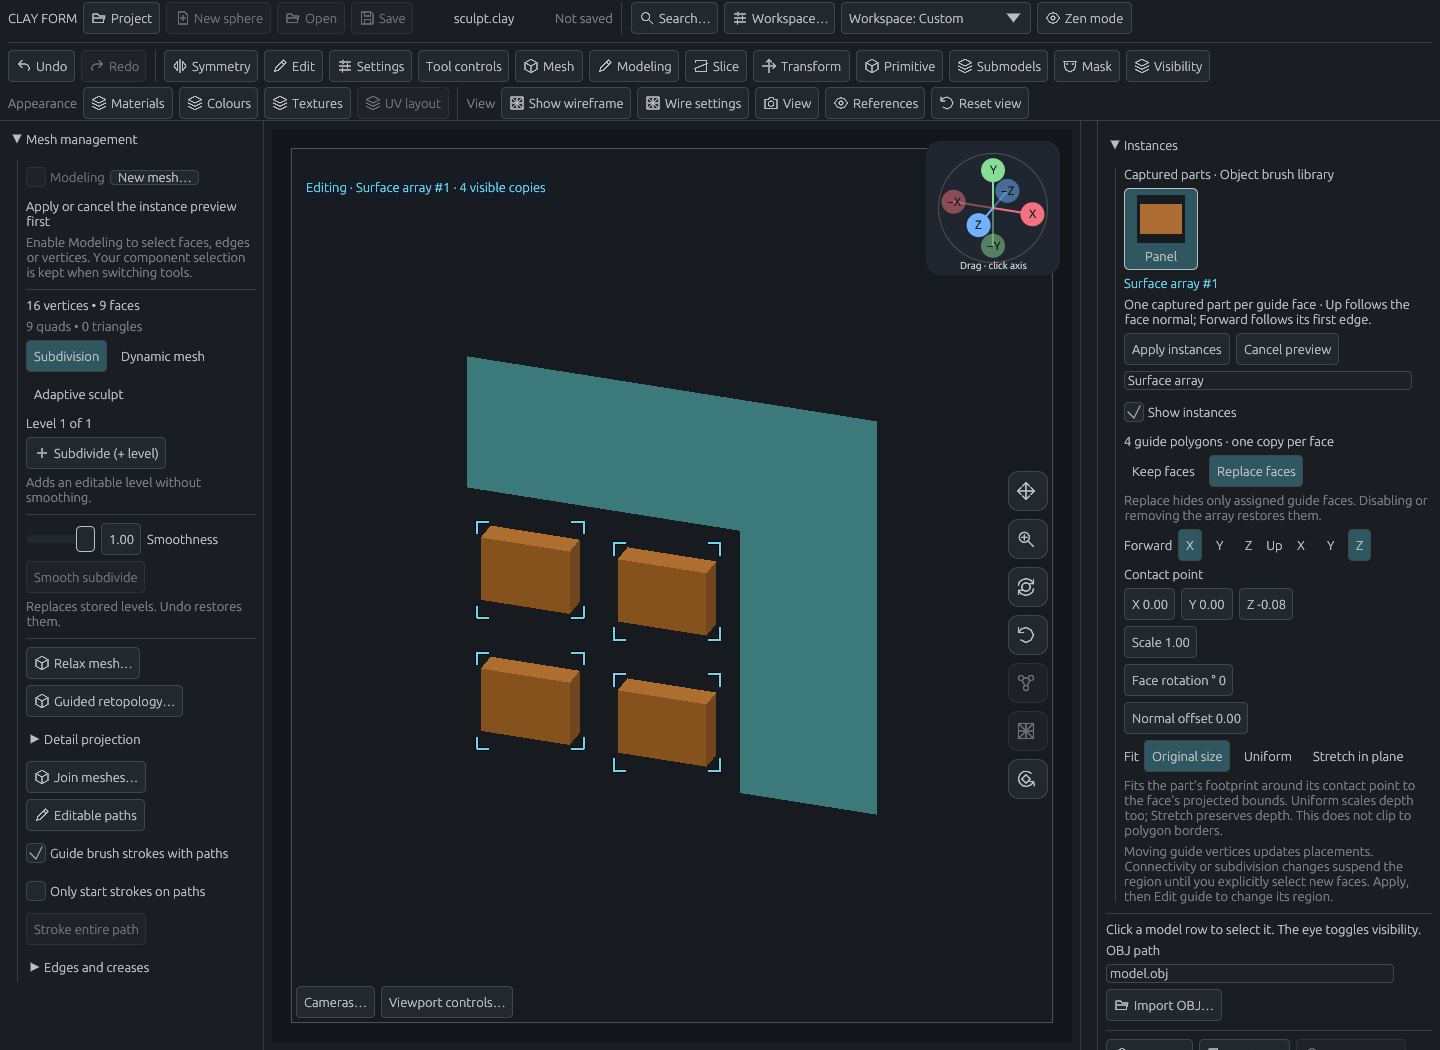 CLAY FORM
Project
New sphere
Open
Save
sculpt.clay
Not saved
Search...
Workspace...
Workspace: Custom
Zen mode
Undo
Redo
Symmetry
Edit
Settings
Tool controls
Mesh
Modeling
Slice
Transform
Primitive
Submodels
Mask
Visibility
Appearance
Materials
Colours
Textures
UV layout
View
Show wireframe
Wire settings
View
References
Reset view
Mesh management
Modeling
New mesh...
Apply or cancel the instance preview
first
Enable Modeling to select faces, edges
or vertices. Your component selection
is kept when switching tools.
16 vertices • 9 faces
9 quads • 0 triangles
Subdivision
Dynamic mesh
Adaptive sculpt
Level 1 of 1
Subdivide (+ level)
Adds an editable level without
smoothing.
1.00
Smoothness
Smooth subdivide
Replaces stored levels. Undo restores
them.
Relax mesh...
Guided retopology...
Detail projection
Join meshes...
Editable paths
Guide brush strokes with paths
Only start strokes on paths
Stroke entire path
Edges and creases
Editing · Surface array #1 · 4 visible copies
Y
-Z
-X
X
Z
-Y
Drag · click axis
Cameras...
Viewport controls...
Instances
Captured parts · Object brush library
Panel
Surface array #1
One captured part per guide face · Up follows the
face normal; Forward follows its first edge.
Apply instances
Cancel preview
Surface array
Show instances
4 guide polygons · one copy per face
Keep faces
Replace faces
Replace hides only assigned guide faces. Disabling or
removing the array restores them.
Forward X Y Z Up X Y Z
Contact point
X 0.00
Y 0.00
Z -0.08
Scale 1.00
Face rotation ° 0
Normal offset 0.00
Fit
Original size
Uniform
Stretch in plane
Fits the part's footprint around its contact point to
the face's projected bounds. Uniform scales depth
too; Stretch preserves depth. This does not clip to
polygon borders.
Moving guide vertices updates placements.
Connectivity or subdivision changes suspend the
region until you explicitly select new faces. Apply,
then Edit guide to change its region.
Click a model row to select it. The eye toggles visibility.
OBJ path
model.obj
Import OBJ...